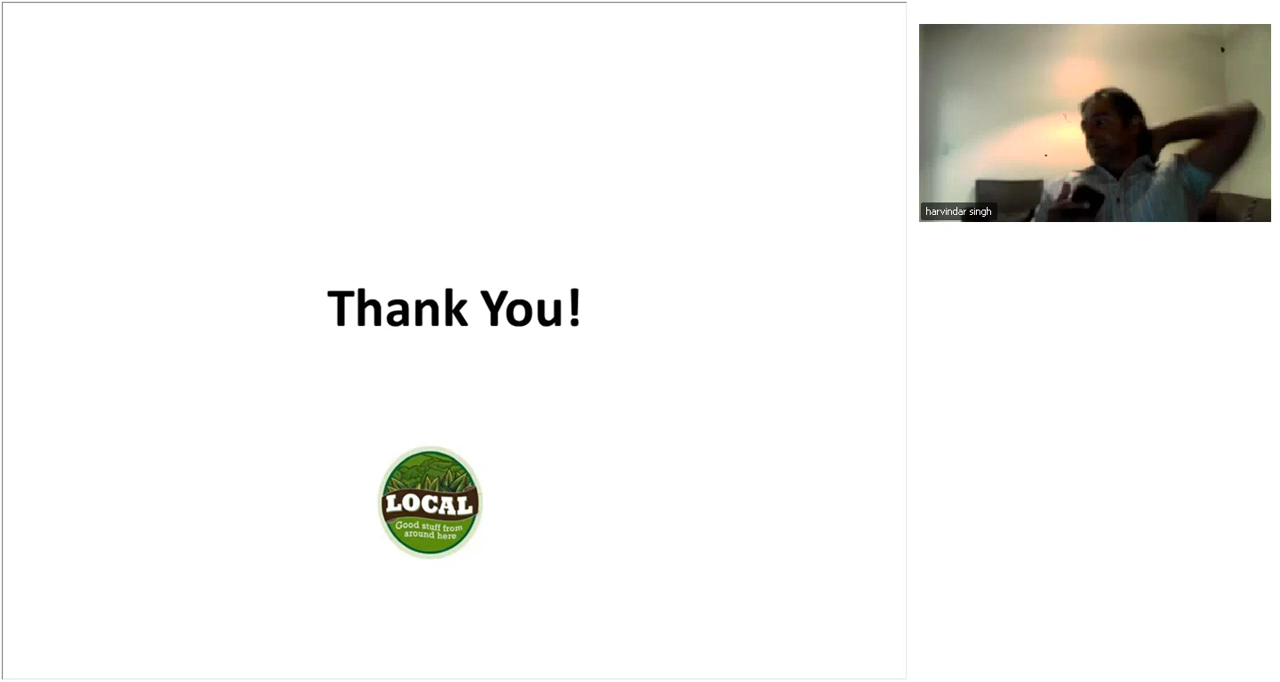 Thank You!
LOCAL
Good stuff from
around here
harvindar singh